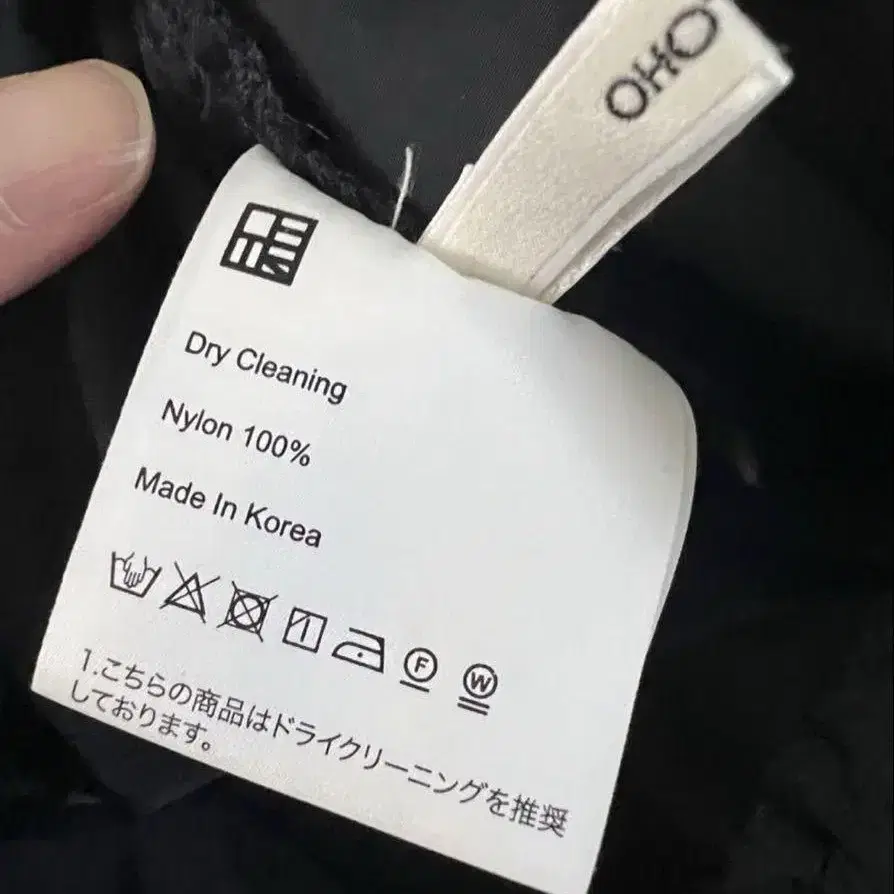 OHO
Dry Cleaning
Nylon 100%
Made In Korea
F
W
1.こちらの商品はドライクリーニングを推奨
しております。